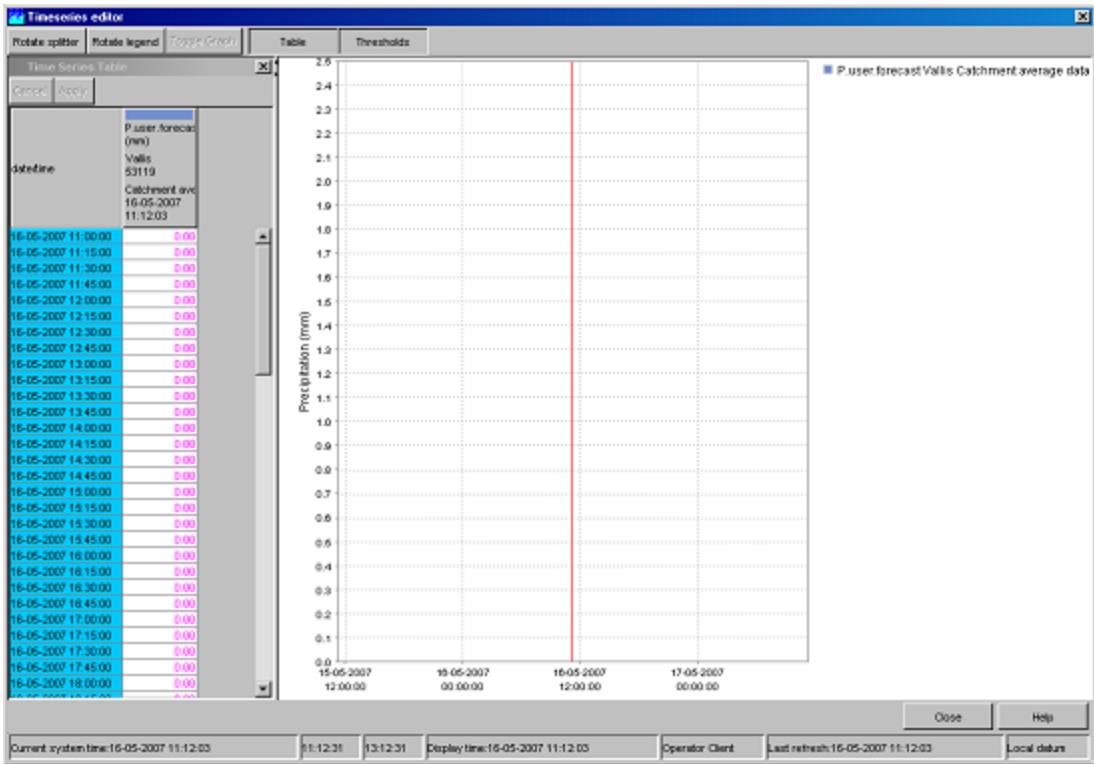 Timeseries editor
Rotate splitter Rotate legend Toggle Graph Table Thresholds
Time Series Table
Cancel Apply
date/time
P.user.forecas
(mm)
Vallis
53119
Catchment ave
16-05-2007
11:12:03
16-05-2007 11:00:00 0.00
16-05-2007 11:15:00 0.00
16-05-2007 11:30:00 0.00
16-05-2007 11:45:00 0.00
16-05-2007 12:00:00 0.00
16-05-2007 12:15:00 0.00
16-05-2007 12:30:00 0.00
16-05-2007 12:45:00 0.00
16-05-2007 13:00:00 0.00
16-05-2007 13:15:00 0.00
16-05-2007 13:30:00 0.00
16-05-2007 13:45:00 0.00
16-05-2007 14:00:00 0.00
16-05-2007 14:15:00 0.00
16-05-2007 14:30:00 0.00
16-05-2007 14:45:00 0.00
16-05-2007 15:00:00 0.00
16-05-2007 15:15:00 0.00
16-05-2007 15:30:00 0.00
16-05-2007 15:45:00 0.00
16-05-2007 16:00:00 0.00
16-05-2007 16:15:00 0.00
16-05-2007 16:30:00 0.00
16-05-2007 16:45:00 0.00
16-05-2007 17:00:00 0.00
16-05-2007 17:15:00 0.00
16-05-2007 17:30:00 0.00
16-05-2007 17:45:00 0.00
16-05-2007 18:00:00 0.00
Precipitation (mm)
2.5
2.4
2.3
2.2
2.1
2.0
1.9
1.8
1.7
1.6
1.5
1.4
1.3
1.2
1.1
1.0
0.9
0.8
0.7
0.6
0.5
0.4
0.3
0.2
0.1
0.0
15-05-2007 16-05-2007 16-05-2007 17-05-2007
12:00:00 00:00:00 12:00:00 00:00:00
P.user.forecast Vallis Catchment average data
Close Help
Current system time:16-05-2007 11:12:03 11:12:31 13:12:31 Display time:16-05-2007 11:12:03 Operator Client Last refresh:16-05-2007 11:12:03 Local datum